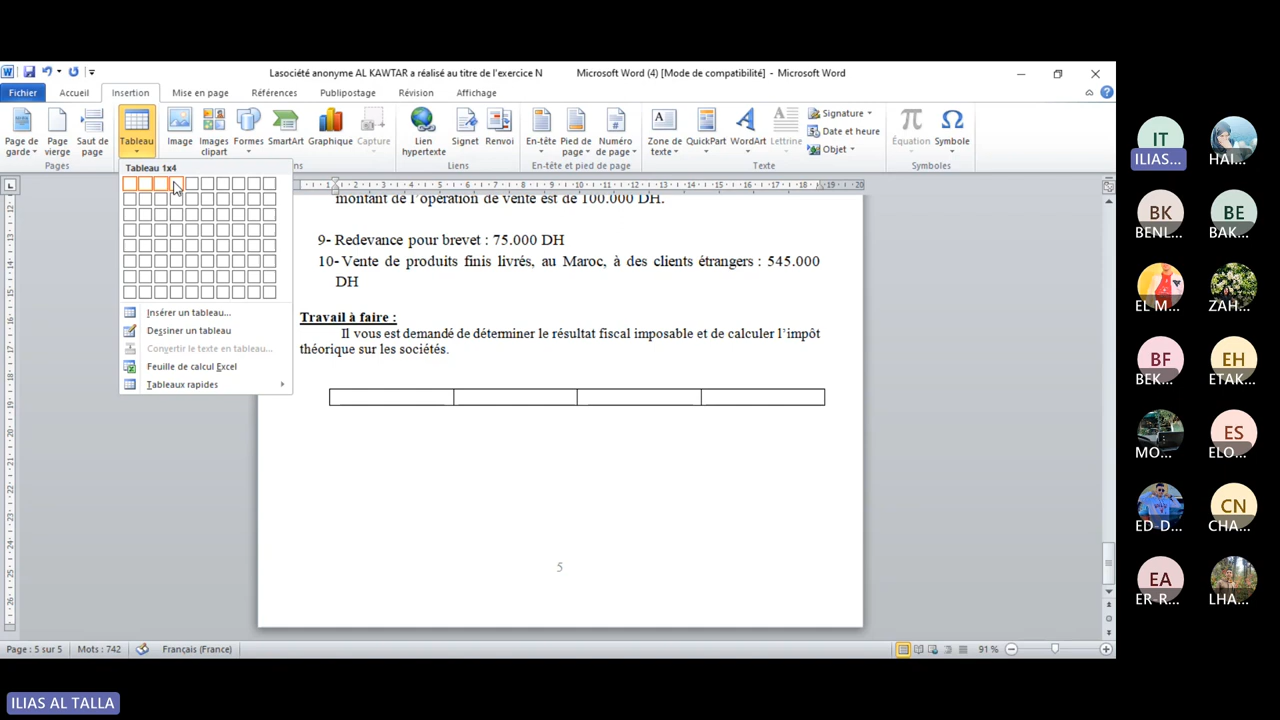 Lasociété anonyme AL KAWTAR a réalisé au titre de l'exercice N Microsoft Word (4) [Mode de compatibilité] - Microsoft Word
Fichier Accueil Insertion Mise en page Références Publipostage Révision Affichage
Page de garde
Page vierge
Saut de page
Tableau
Image
Images clipart
Formes
SmartArt
Graphique
Capture
Lien hypertexte
Signet
Renvoi
En-tête
Pied de page
Numéro de page
Zone de texte
QuickPart
WordArt
Lettrine
Signature
Date et heure
Objet
Équation
Symbole
Pages
Liens
En-tête et pied de page
Texte
Symboles
Tableau 1x4
Insérer un tableau...
Dessiner un tableau
Convertir le texte en tableau...
Feuille de calcul Excel
Tableaux rapides
montant de l'opération de vente est de 100.000 DH.
9- Redevance pour brevet : 75.000 DH
10- Vente de produits finis livrés, au Maroc, à des clients étrangers : 545.000
DH
Travail à faire :
Il vous est demandé de déterminer le résultat fiscal imposable et de calculer l'impôt
théorique sur les sociétés.
5
Page : 5 sur 5 Mots : 742 Français (France) 91 %
IT
ILIAS...
HAI...
BK
BENL...
BE
BAK...
EL M...
ZAH...
BF
BEK...
EH
ETAK...
MO...
ES
ELO...
ED-D...
CN
CHA...
EA
ER-R...
LHA...
ILIAS AL TALLA